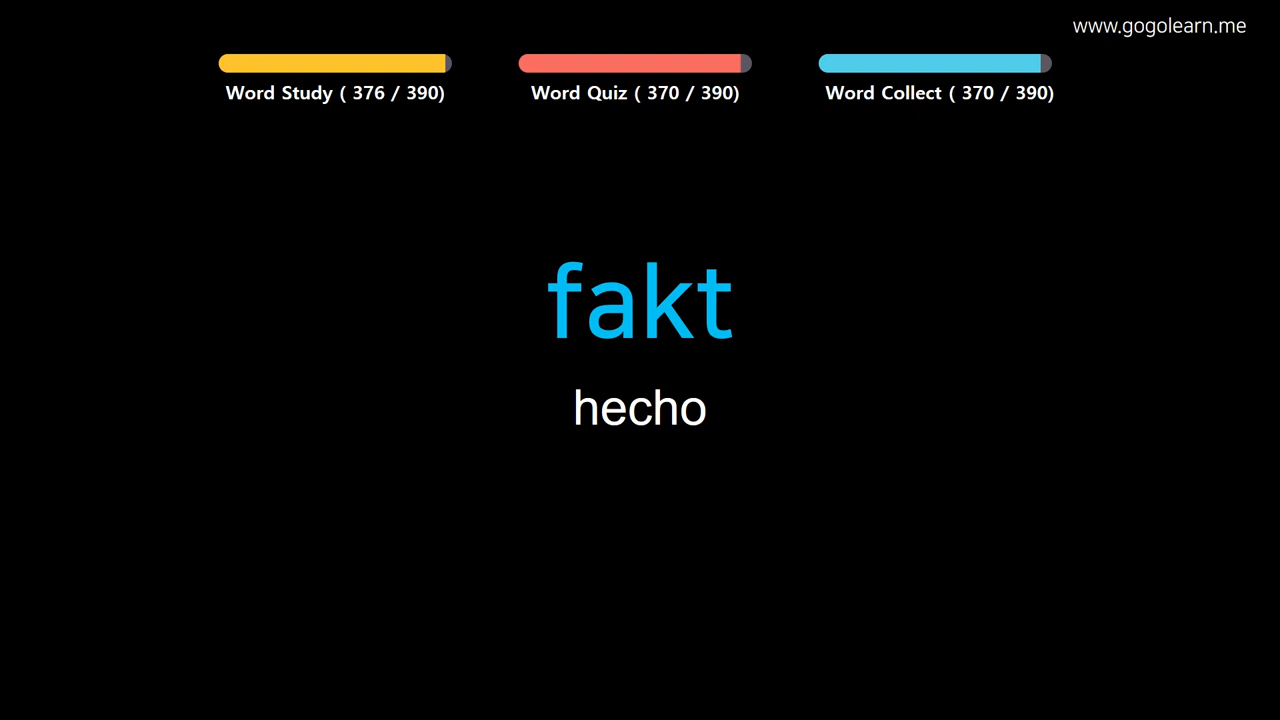 www.gogolearn.me
Word Study ( 376 / 390)
Word Quiz ( 370 / 390)
Word Collect ( 370 / 390)
fakt
hecho